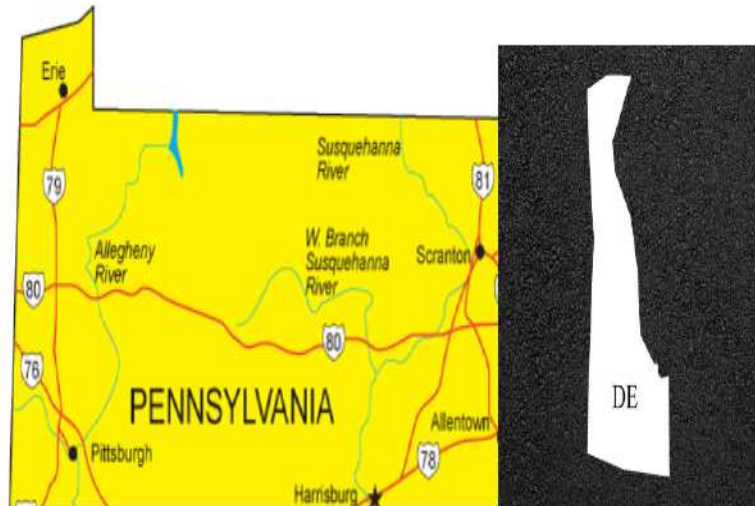 Erie
79
Susquehanna
River
81
Allegheny
River
W. Branch
Susquehanna
River
Scranton
80
80
76
PENNSYLVANIA
DE
Allentown
Pittsburgh
78
Harrisburg